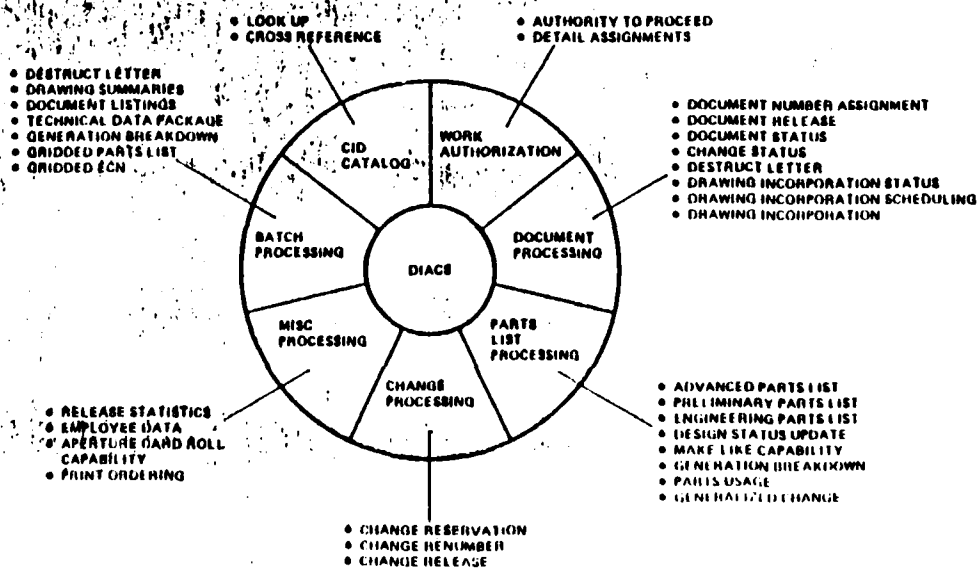 • LOOK UP
• CROSS REFERENCE
• AUTHORITY TO PROCEED
• DETAIL ASSIGNMENTS
• DESTRUCT LETTER
• DRAWING SUMMARIES
• DOCUMENT LISTINGS
• TECHNICAL DATA PACKAGE
• GENERATION BREAKDOWN
• GRIDDED PARTS LIST
• GRIDDED ECN
• DOCUMENT NUMBER ASSIGNMENT
• DOCUMENT RELEASE
• DOCUMENT STATUS
• CHANGE STATUS
• DESTRUCT LETTER
• DRAWING INCORPORATION STATUS
• DRAWING INCORPORATION SCHEDULING
• DRAWING INCORPORATION
CID
CATALOG
WORK
AUTHORIZATION
BATCH
PROCESSING
DOCUMENT
PROCESSING
DIACS
MISC
PROCESSING
PARTS
LIST
PROCESSING
CHANGE
PROCESSING
• RELEASE STATISTICS
• EMPLOYEE DATA
• APERTURE CARD ROLL
CAPABILITY
• PRINT ORDERING
• ADVANCED PARTS LIST
• PRELIMINARY PARTS LIST
• ENGINEERING PARTS LIST
• DESIGN STATUS UPDATE
• MAKE LIKE CAPABILITY
• GENERATION BREAKDOWN
• PARTS USAGE
• GENERALIZED CHANGE
• CHANGE RESERVATION
• CHANGE RENUMBER
• CHANGE RELEASE